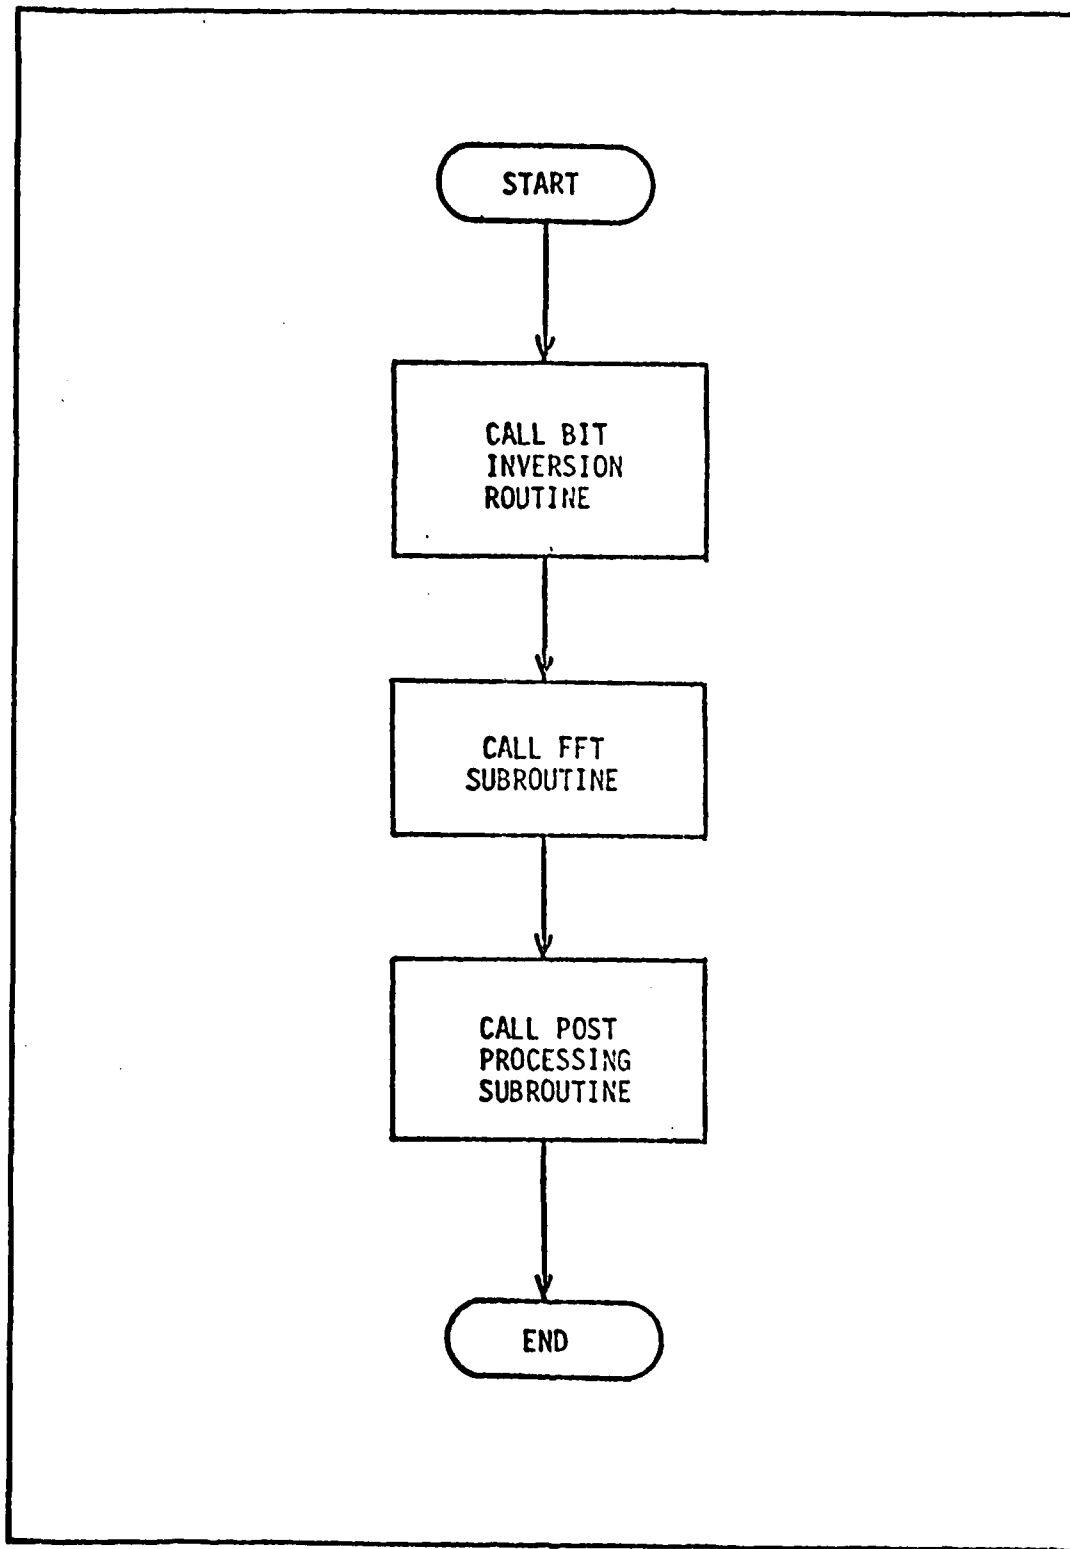 START
CALL BIT
INVERSION
ROUTINE
CALL FFT
SUBROUTINE
CALL POST
PROCESSING
SUBROUTINE
END